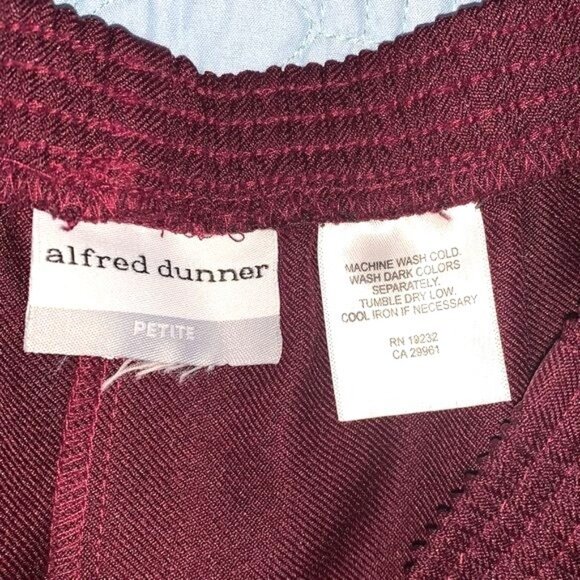 alfred dunner
PETITE
MACHINE WASH COLD.
WASH DARK COLORS
SEPARATELY.
TUMBLE DRY LOW.
COOL IRON IF NECESSARY
RN 19232
CA 29961